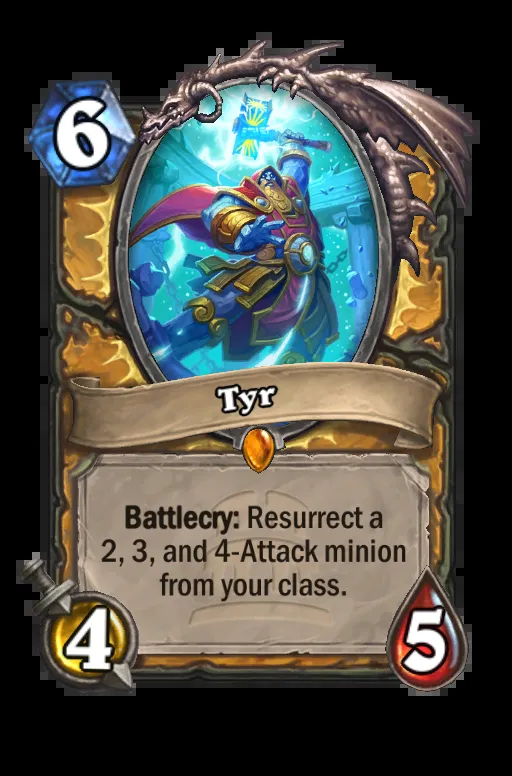 6
Tyr
Battlecry: Resurrect a
2, 3, and 4-Attack minion
from your class.
4
5